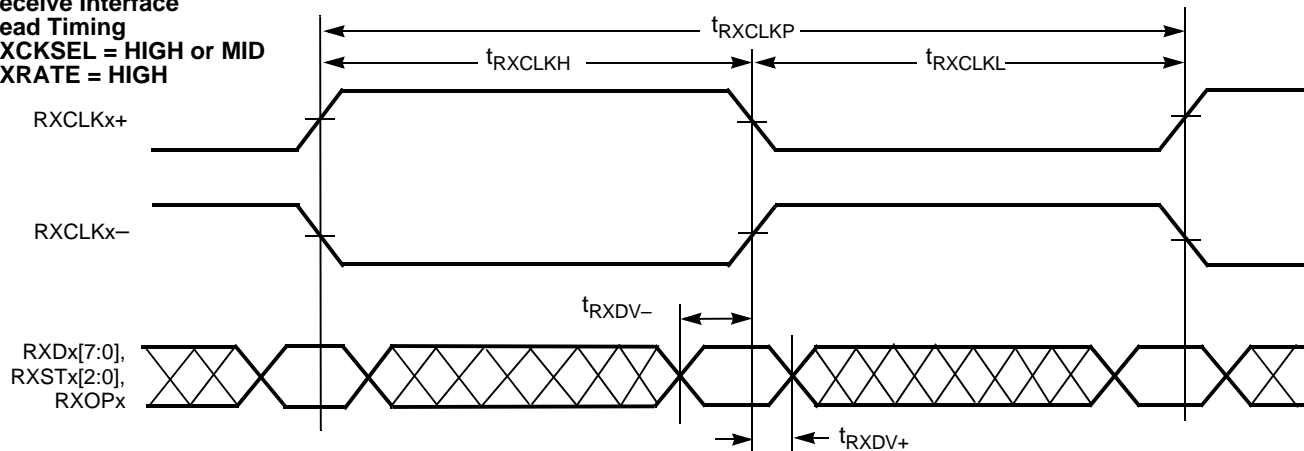 eceive Interface
ead Timing
XCKSEL = HIGH or MID
XRATE = HIGH
tRXCLKP
tRXCLKH
tRXCLKL
RXCLKx+
RXCLKx–
tRXDV–
RXDx[7:0],
RXSTx[2:0],
RXOPx
tRXDV+